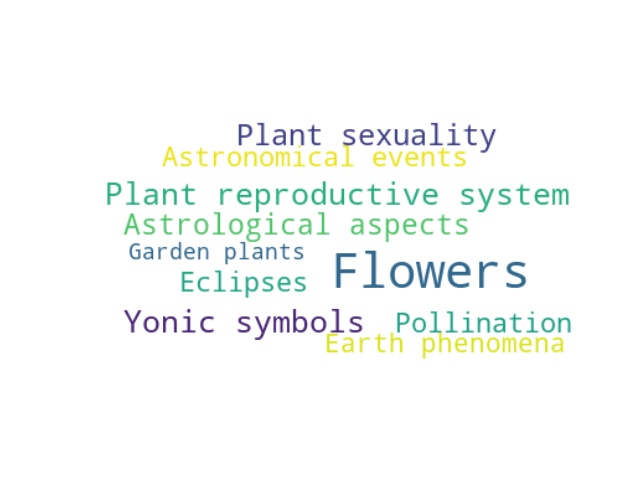 Plant sexuality
Astronomical events
Plant reproductive system
Astrological aspects
Garden plants
Flowers
Eclipses
Yonic symbols
Pollination
Earth phenomena